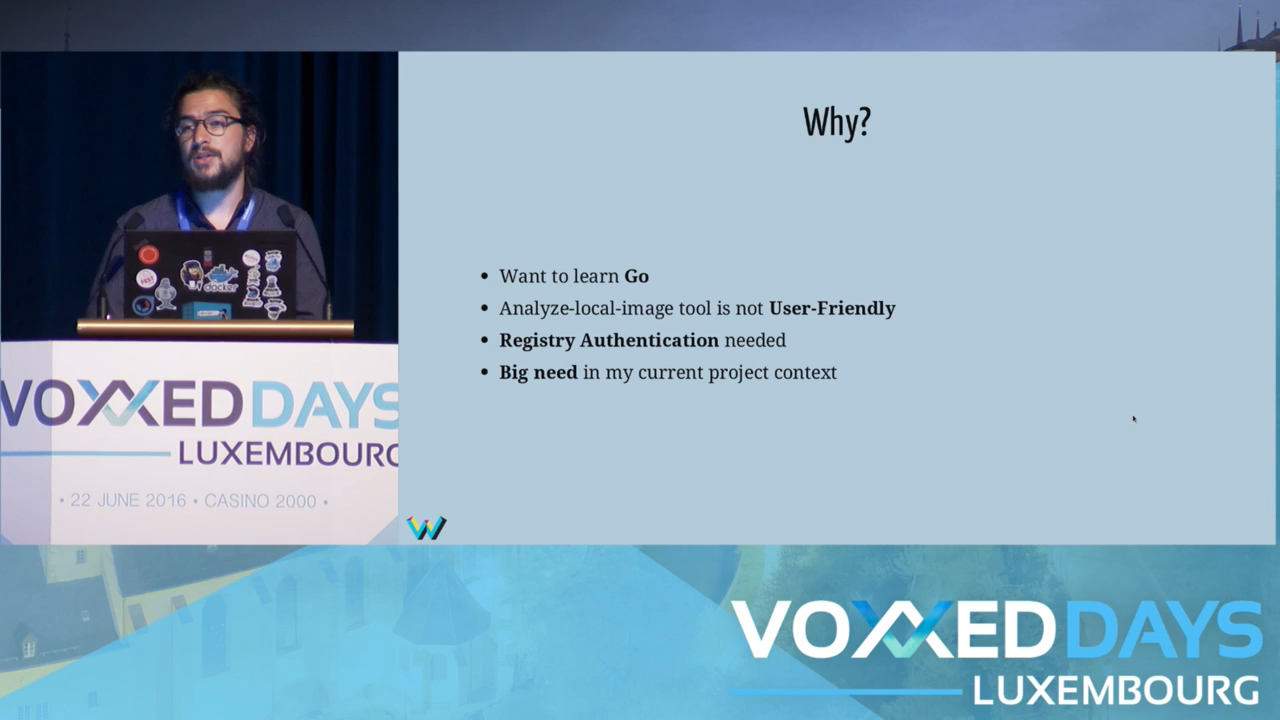 Why?
• Want to learn Go
• Analyze-local-image tool is not User-Friendly
• Registry Authentication needed
• Big need in my current project context
docker
VOXXED DAYS
LUXEMBOURG
• 22 JUNE 2016 • CASINO 2000 •
VOXXED DAYS
LUXEMBOURG